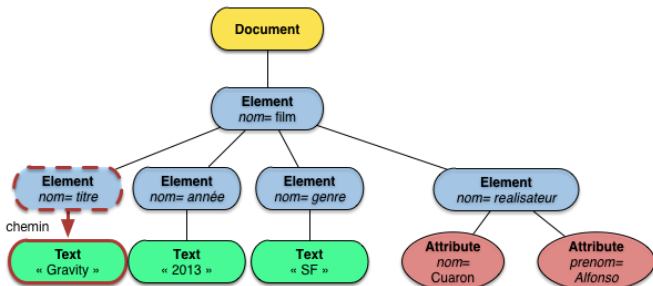 Document
Element
nom= film
Element
nom= titre
Element
nom= année
Element
nom= genre
Element
nom= realisateur
chemin
Text
« Gravity »
Text
« 2013 »
Text
« SF »
Attribute
nom=
Cuaron
Attribute
prenom=
Alfonso